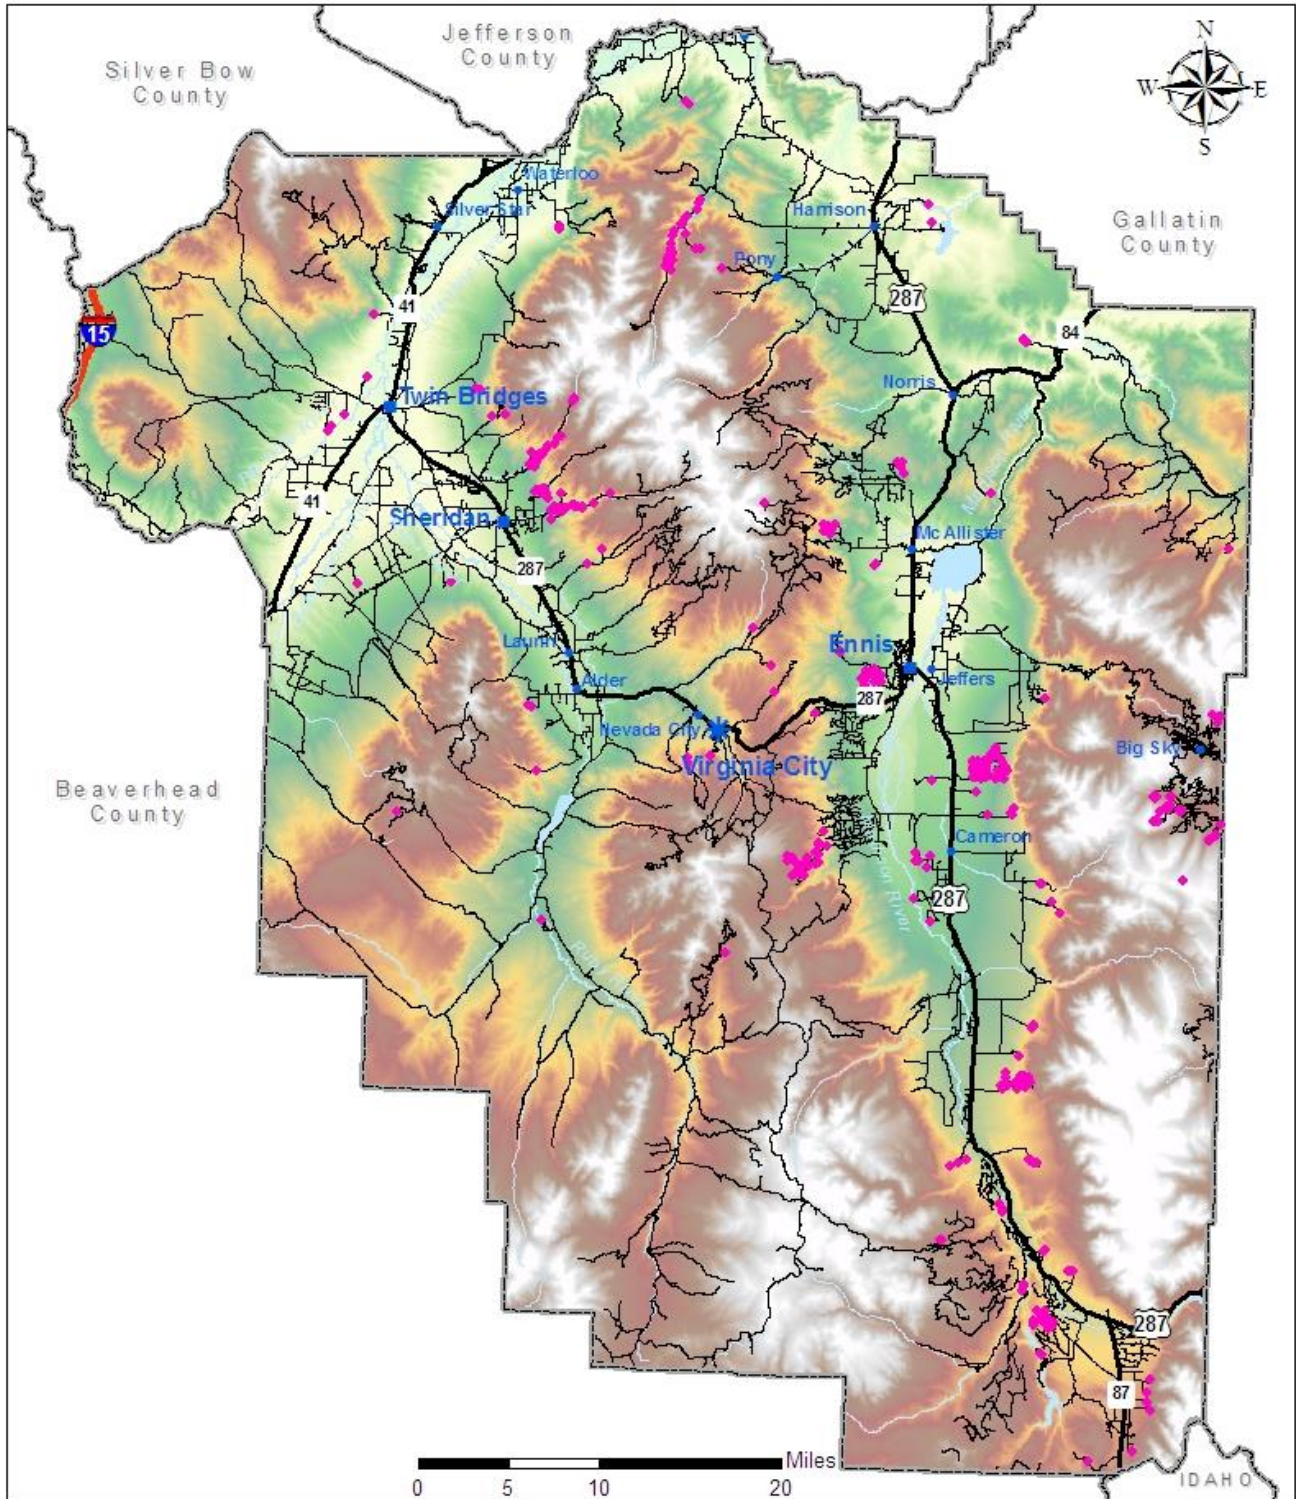 Jefferson
County
Silver Bow
County
N
W
E
S
Waterloo
Silver Star
Harrison
Gallatin
County
Pony
287
41
15
84
Norris
Twin Bridges
41
Sheridan
Mc Allister
287
Ennis
Laurin
Jeffers
Alder
287
Nevada City
Big Sky
Virginia City
Beaverhead
County
Cameron
287
287
87
Miles
0
5
10
20
IDAHO